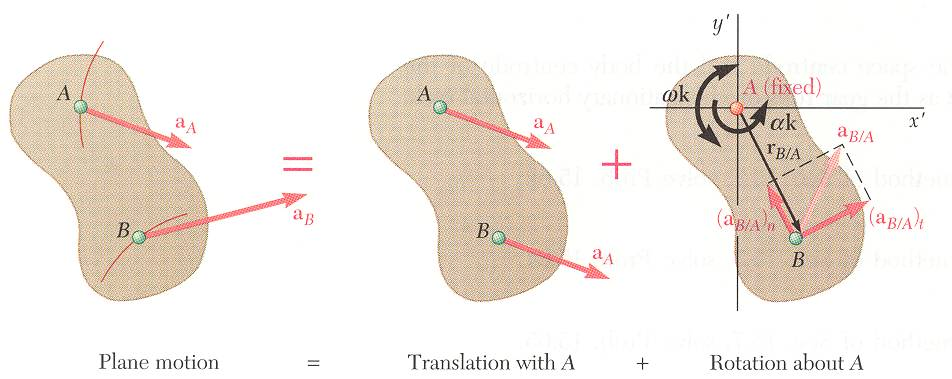 y′
A
a_A
=
B
a_B
A
a_A
B
a_A
+
ωk
A (fixed)
αk
x′
r_B/A
a_B/A
(a_B/A)_n
(a_B/A)_t
B
Plane motion = Translation with A + Rotation about A